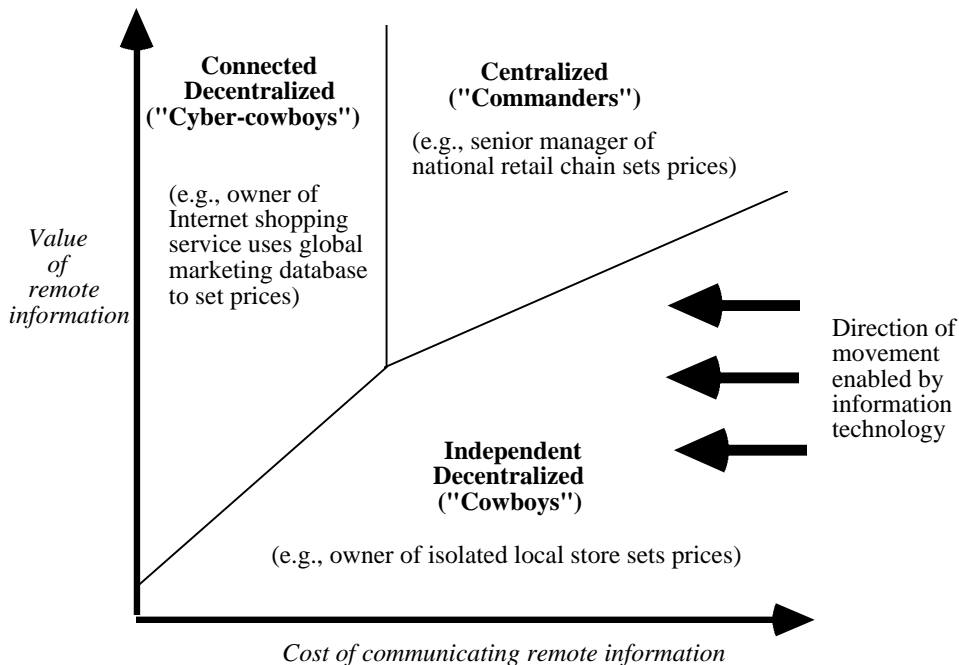 Connected
Decentralized
("Cyber-cowboys")
(e.g., owner of
Internet shopping
service uses global
marketing database
to set prices)
Centralized
("Commanders")
(e.g., senior manager of
national retail chain sets prices)
Value
of
remote
information
Direction of
movement
enabled by
information
technology
Independent
Decentralized
("Cowboys")
(e.g., owner of isolated local store sets prices)
Cost of communicating remote information